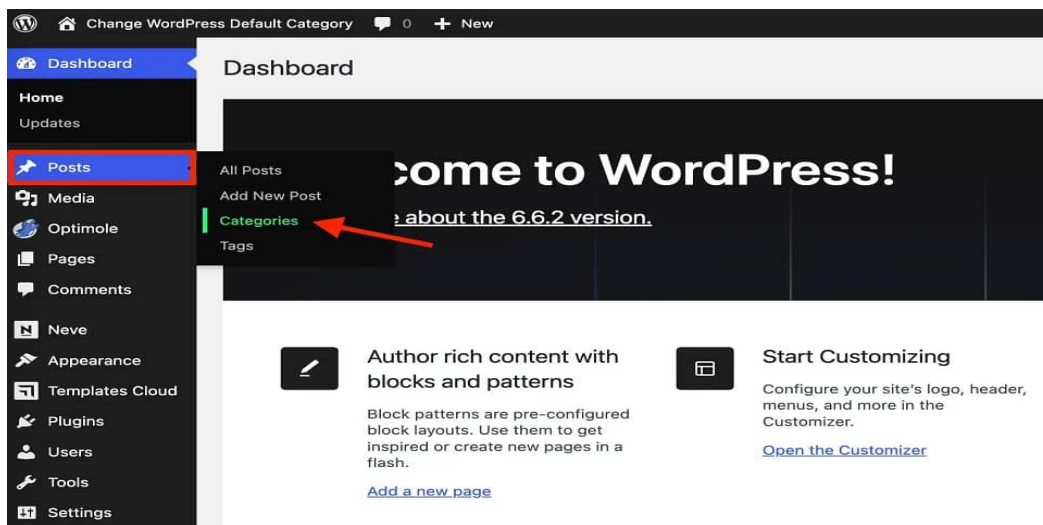 Change WordPress Default Category 0 + New
Dashboard
Home
Updates
Posts
Media
Optimole
Pages
Comments
Neve
Appearance
Templates Cloud
Plugins
Users
Tools
Settings
All Posts
Add New Post
Categories
Tags
Dashboard
come to WordPress!
about the 6.6.2 version.
Author rich content with
blocks and patterns
Block patterns are pre-configured
block layouts. Use them to get
inspired or create new pages in a
flash.
Add a new page
Start Customizing
Configure your site's logo, header,
menus, and more in the
Customizer.
Open the Customizer